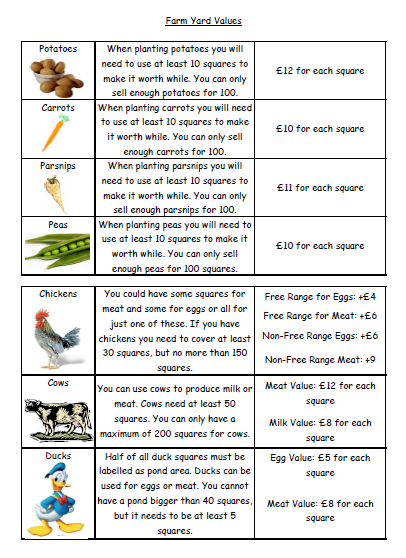 Farm Yard Values
Potatoes
When planting potatoes you will
need to use at least 10 squares to
make it worth while. You can only
sell enough potatoes for 100.
£12 for each square
Carrots
When planting carrots you will need
to use at least 10 squares to make
it worth while. You can only sell
enough carrots for 100.
£10 for each square
Parsnips
When planting parsnips you will
need to use at least 10 squares to
make it worth while. You can only
sell enough parsnips for 100.
£11 for each square
Peas
When planting peas you will need to
use at least 10 squares to make it
worth while. You can only sell
enough peas for 100 squares.
£10 for each square
Chickens
You could have some squares for
meat and some for eggs or all for
just one of these. If you have
chickens you need to cover at least
30 squares, but no more than 150
squares.
Free Range for Eggs: +£4
Free Range for Meat: +£6
Non-Free Range Eggs: +£6
Non-Free Range Meat: +9
Cows
You can use cows to produce milk or
meat. Cows need at least 50
squares. You can only have a
maximum of 200 squares for cows.
Meat Value: £12 for each
square
Milk Value: £8 for each
square
Ducks
Half of all duck squares must be
labelled as pond area. Ducks can be
used for eggs or meat. You cannot
have a pond bigger than 40 squares,
but it needs to be at least 5
squares.
Egg Value: £5 for each
square
Meat Value: £8 for each
square